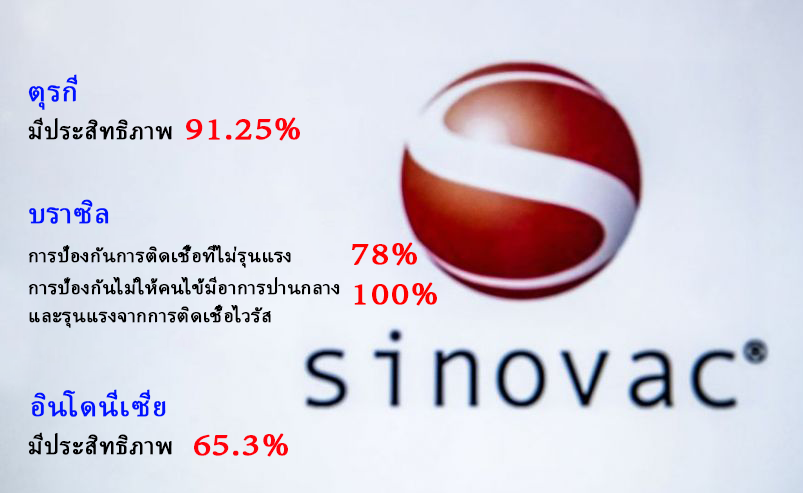 ตุรกี
มีประสิทธิภาพ 91.25%
บราซิล
การป้องกันการติดเชื้อที่ไม่รุนแรง 78%
การป้องกันไม่ให้คนไข้มีอาการปานกลาง 100%
และรุนแรงจากการติดเชื้อไวรัส
sinovac®
อินโดนีเซีย
มีประสิทธิภาพ 65.3%